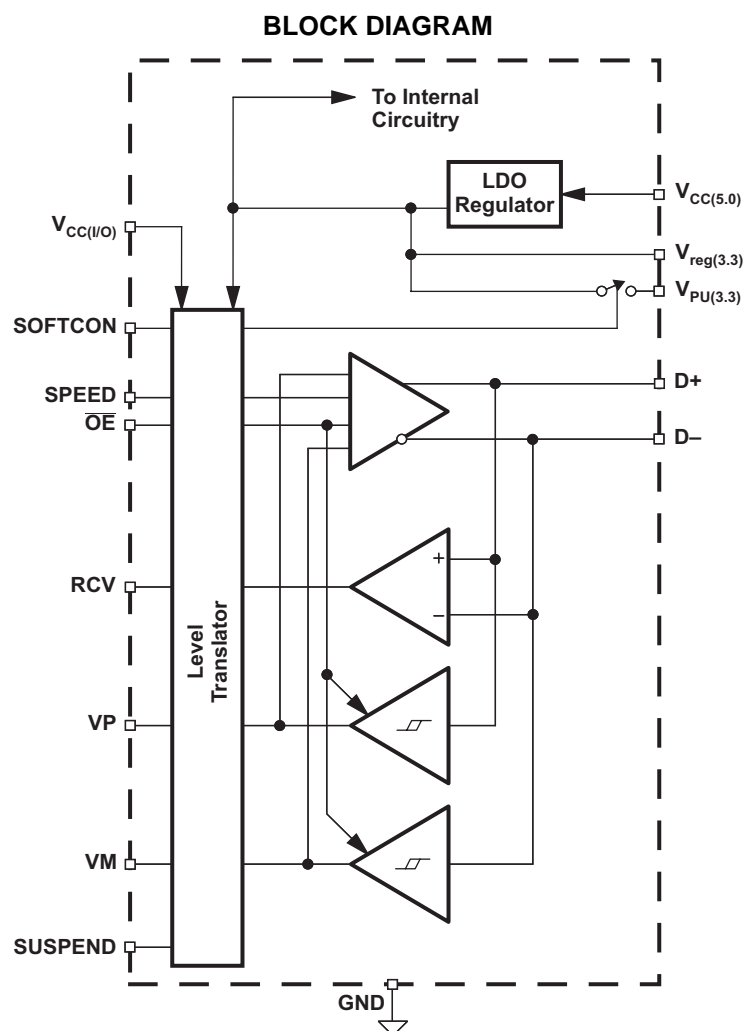 BLOCK DIAGRAM
To Internal
Circuitry
LDO
Regulator
VCC(5.0)
VCC(I/O)
Vreg(3.3)
VPU(3.3)
SOFTCON
SPEED
D+
OE
D–
+
RCV
–
Level
Translator
VP
VM
SUSPEND
GND